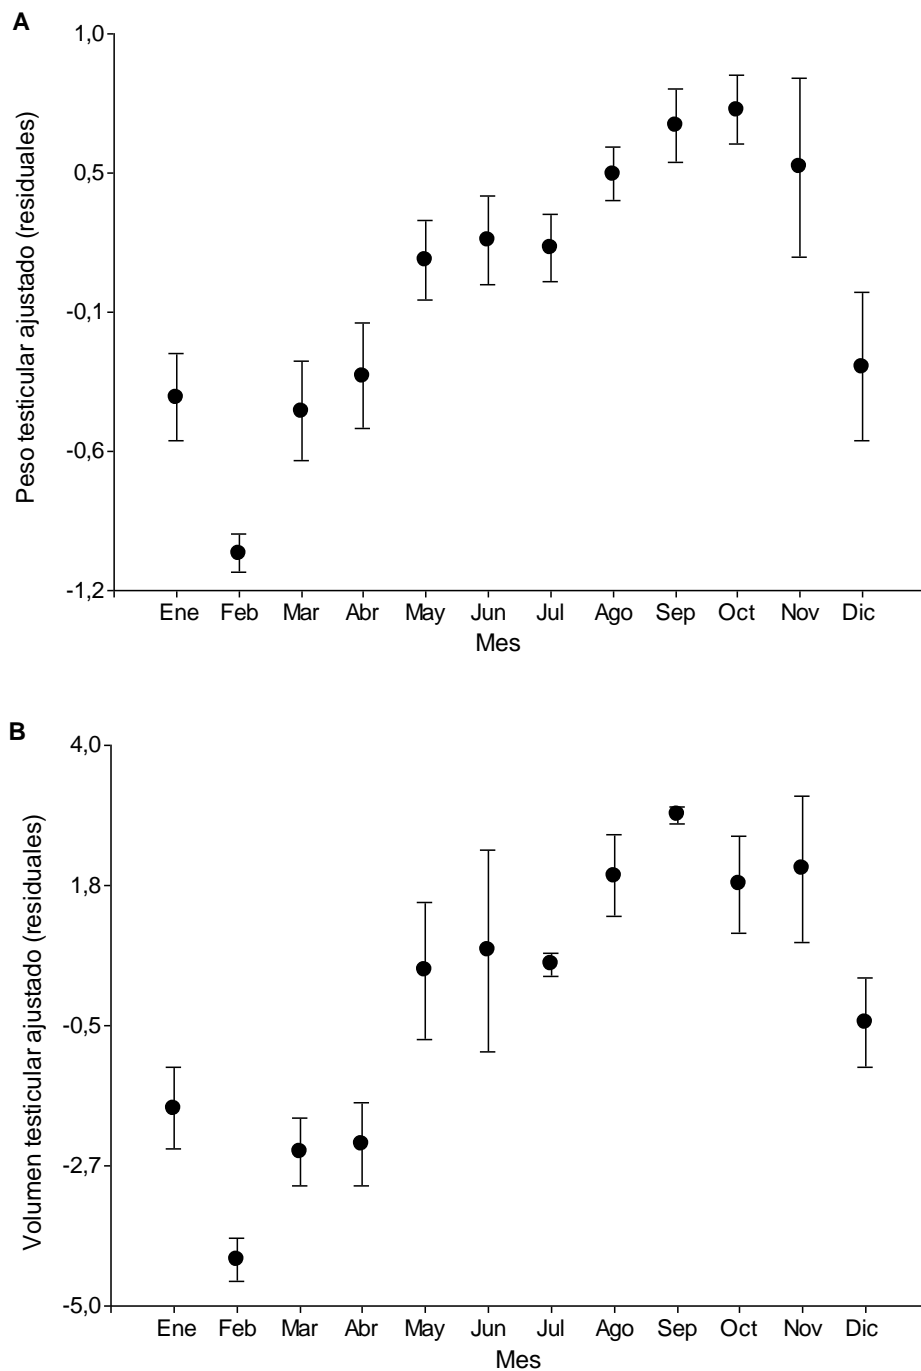 A
Peso testicular ajustado (residuales)
1,0
0,5
-0,1
-0,6
-1,2
Ene Feb Mar Abr May Jun Jul Ago Sep Oct Nov Dic
Mes
B
Volumen testicular ajustado (residuales)
4,0
1,8
-0,5
-2,7
-5,0
Ene Feb Mar Abr May Jun Jul Ago Sep Oct Nov Dic
Mes